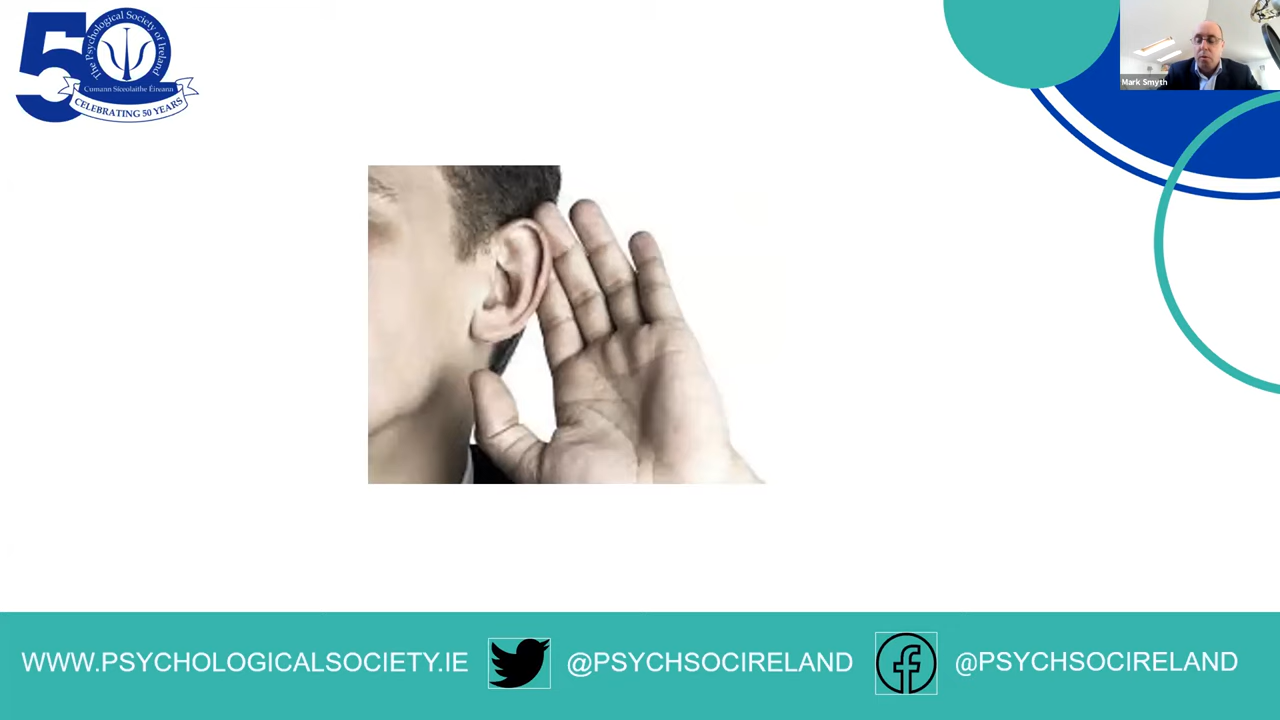 50
The Psychological Society of Ireland
Cumann Síceolaithe Éireann
CELEBRATING 50 YEARS
Mark Smyth
WWW.PSYCHOLOGICALSOCIETY.IE
@PSYCHSOCIRELAND
@PSYCHSOCIRELAND